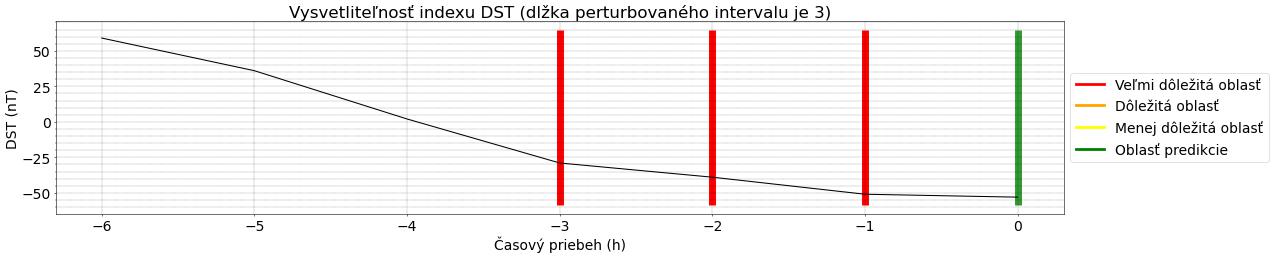 Vysvetliteľnosť indexu DST (dĺžka perturbovaného intervalu je 3)
DST (nT)
50
25
0
−25
−50
−6 −5 −4 −3 −2 −1 0
Časový priebeh (h)
Veľmi dôležitá oblasť
Dôležitá oblasť
Menej dôležitá oblasť
Oblasť predikcie